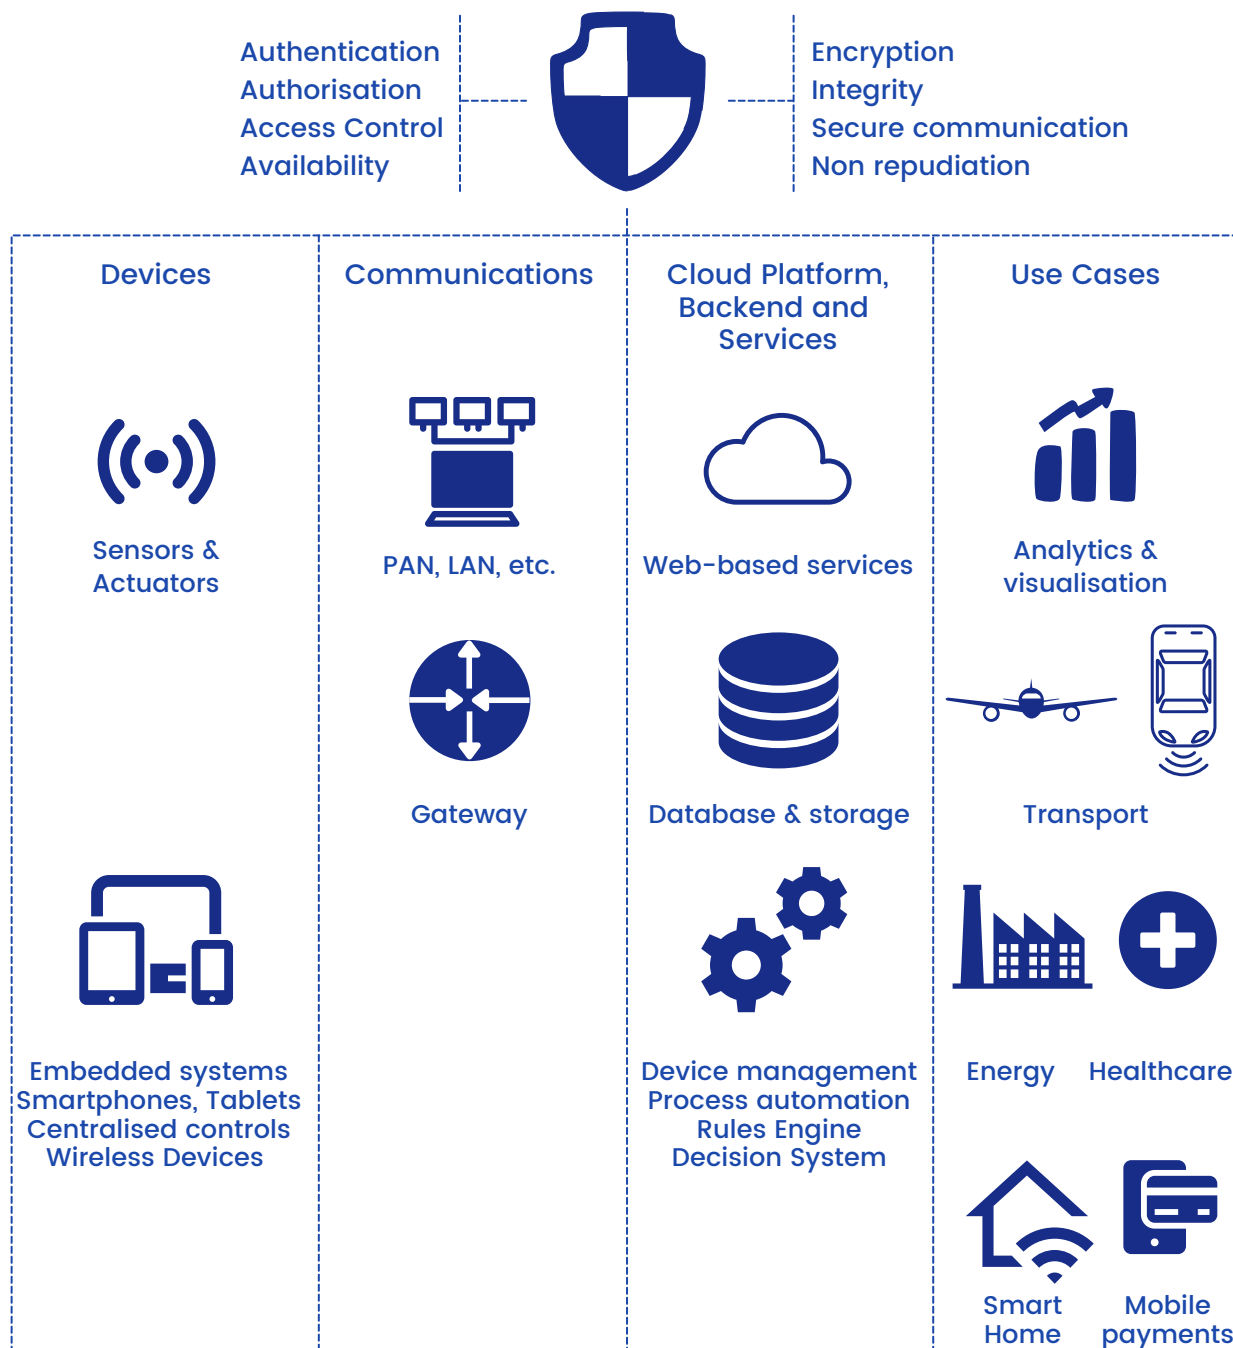 Authentication
Authorisation
Access Control
Availability
Encryption
Integrity
Secure communication
Non repudiation
Devices
Sensors &
Actuators
Embedded systems
Smartphones, Tablets
Centralised controls
Wireless Devices
Communications
PAN, LAN, etc.
Gateway
Cloud Platform,
Backend and
Services
Web-based services
Database & storage
Device management
Process automation
Rules Engine
Decision System
Use Cases
Analytics &
visualisation
Transport
Energy
Healthcare
Smart
Home
Mobile
payments